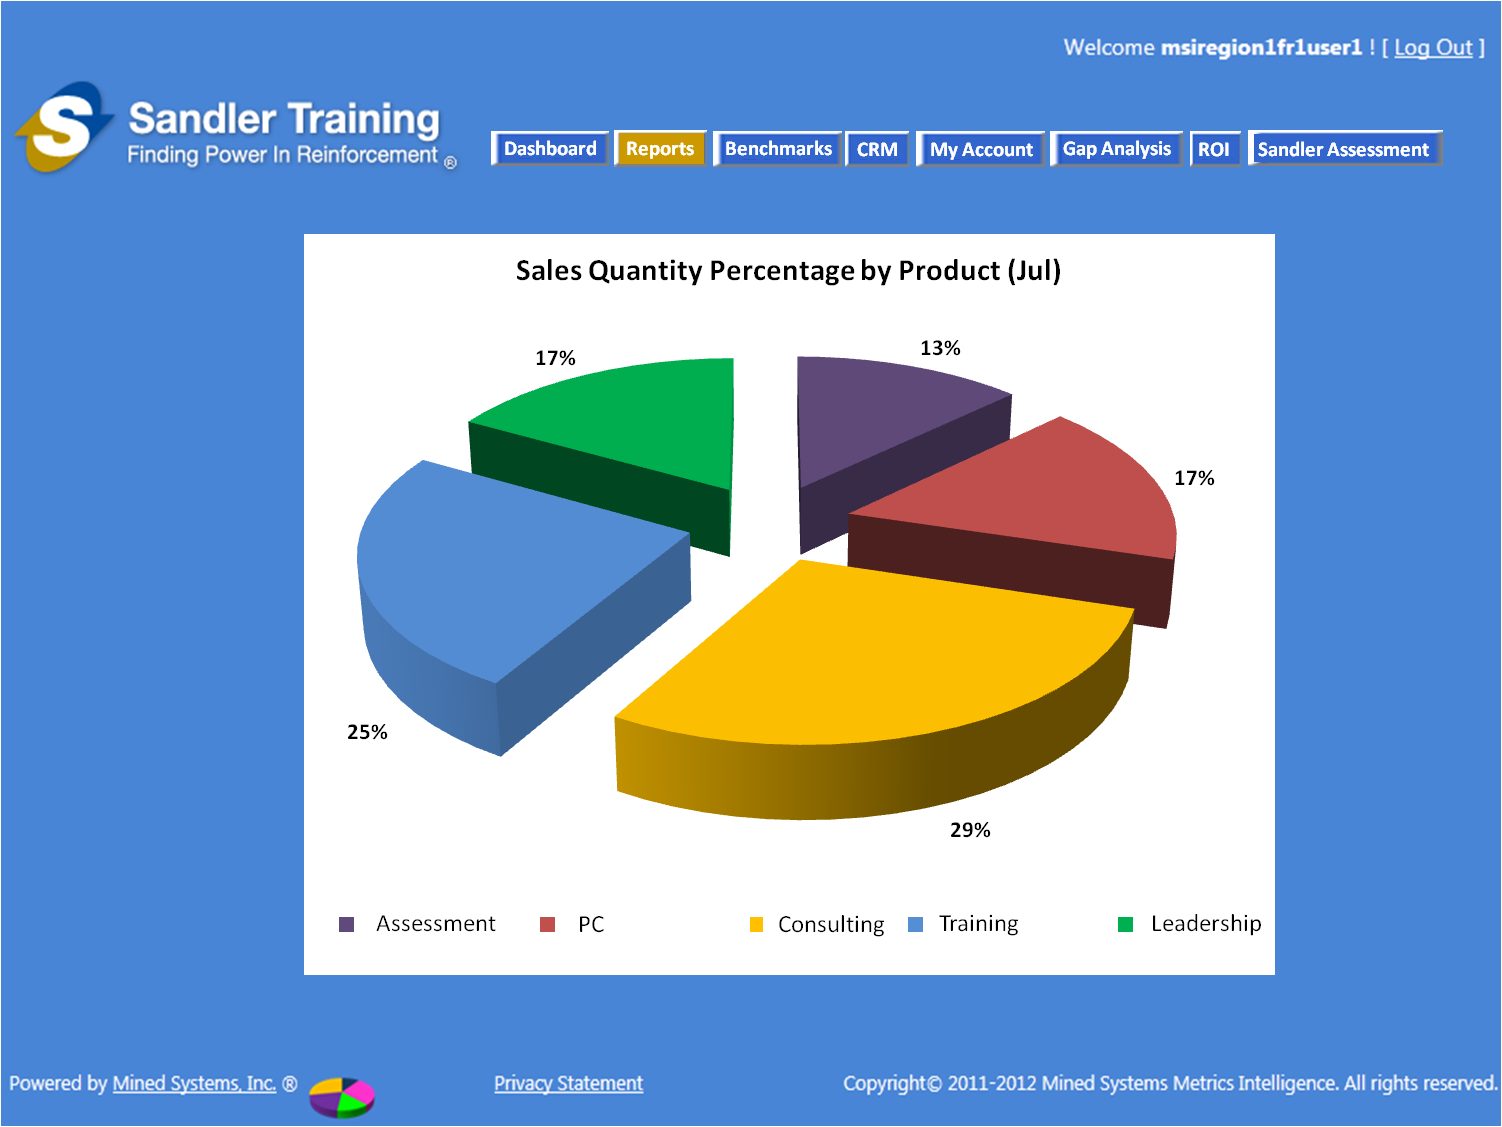 Welcome msiregion1fr1user1 ! [ Log Out ]
Sandler Training
Finding Power In Reinforcement ®
Dashboard Reports Benchmarks CRM My Account Gap Analysis ROI Sandler Assessment
Sales Quantity Percentage by Product (Jul)
13%
17%
17%
25%
29%
Assessment PC Consulting Training Leadership
Powered by Mined Systems, Inc. ® Privacy Statement Copyright© 2011-2012 Mined Systems Metrics Intelligence. All rights reserved.